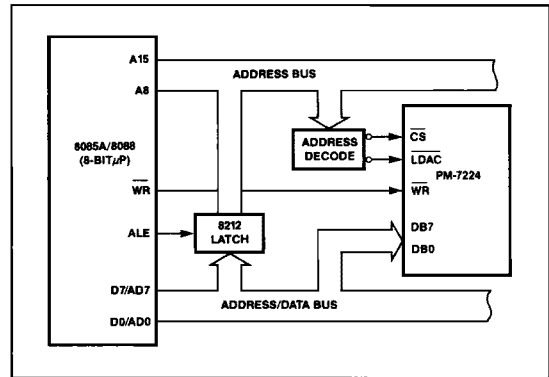 A15
ADDRESS BUS
A8
8085A/8088
(8-BITμP)
ADDRESS
DECODE
CS
LDAC
PM-7224
WR
WR
ALE
8212
LATCH
DB7
DB0
D7/AD7
ADDRESS/DATA BUS
D0/AD0